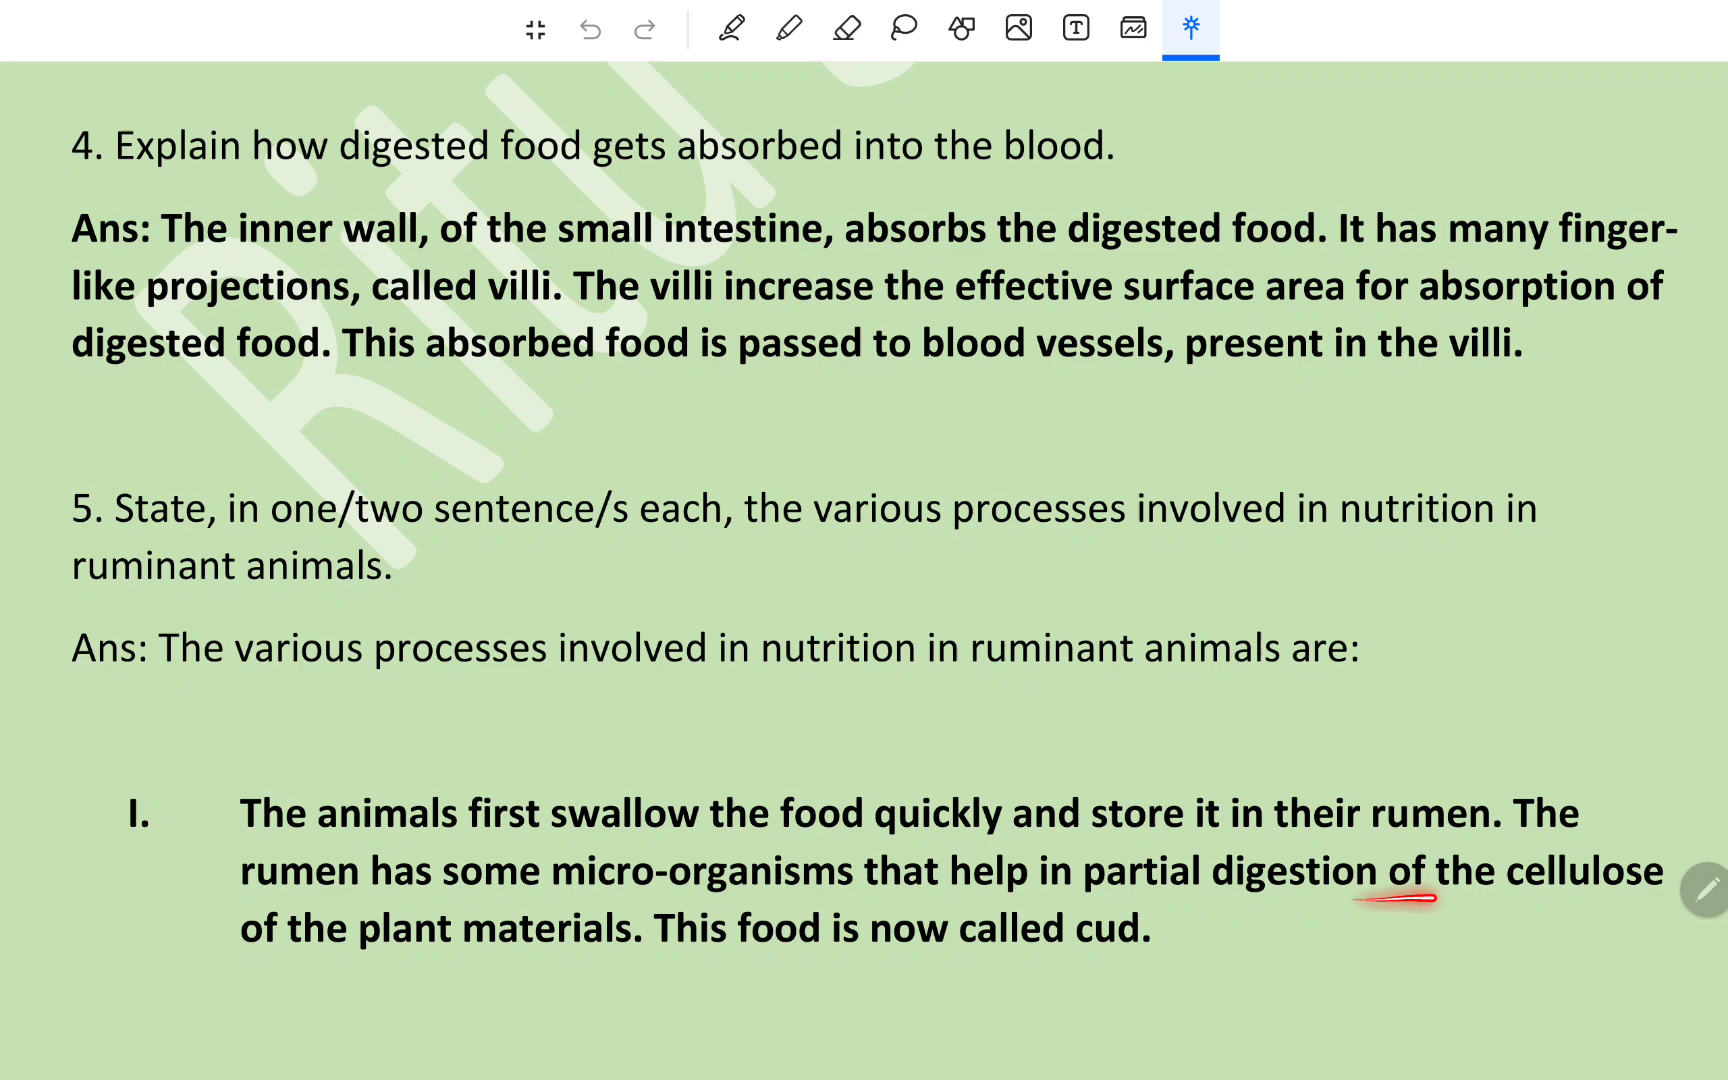 4. Explain how digested food gets absorbed into the blood.
Ans: The inner wall, of the small intestine, absorbs the digested food. It has many finger-
like projections, called villi. The villi increase the effective surface area for absorption of
digested food. This absorbed food is passed to blood vessels, present in the villi.
5. State, in one/two sentence/s each, the various processes involved in nutrition in
ruminant animals.
Ans: The various processes involved in nutrition in ruminant animals are:
I. The animals first swallow the food quickly and store it in their rumen. The
rumen has some micro-organisms that help in partial digestion of the cellulose
of the plant materials. This food is now called cud.
Ritu